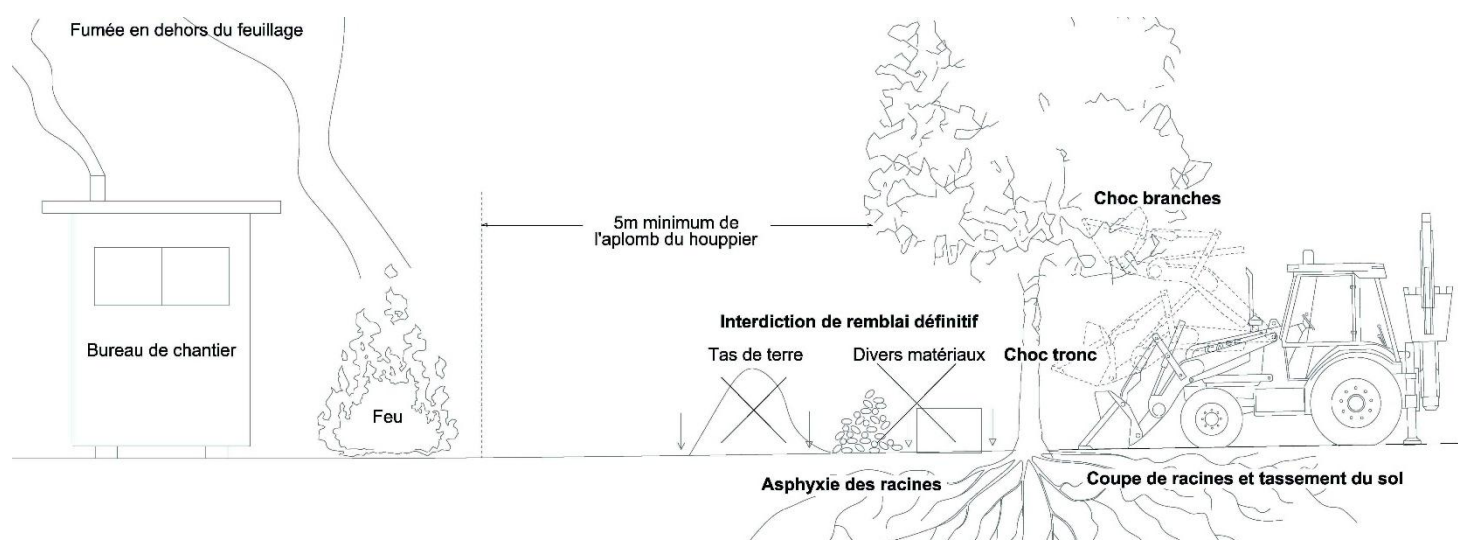 Fumée en dehors du feuillage
Choc branches
5m minimum de
l'aplomb du houppier
Interdiction de remblai définitif
Bureau de chantier
Tas de terre
Divers matériaux
Choc tronc
Feu
Asphyxie des racines
Coupe de racines et tassement du sol